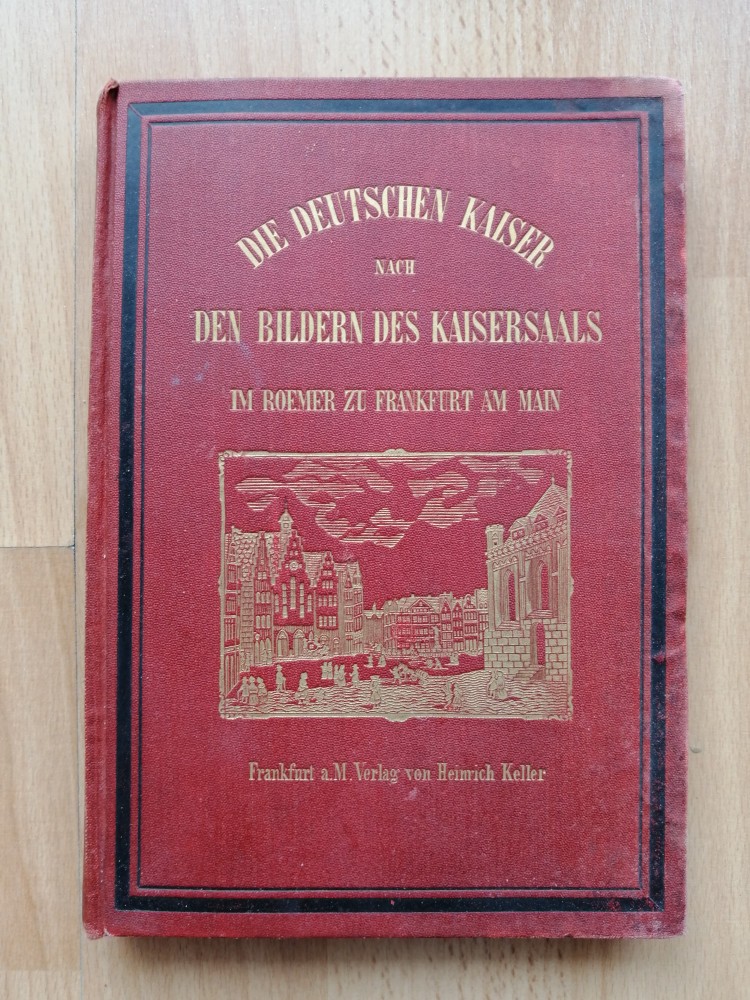 DIE DEUTSCHEN KAISER
NACH
DEN BILDERN DES KAISERSAALS
IM ROEMER ZU FRANKFURT AM MAIN
Frankfurt a.M. Verlag von Heinrich Keller